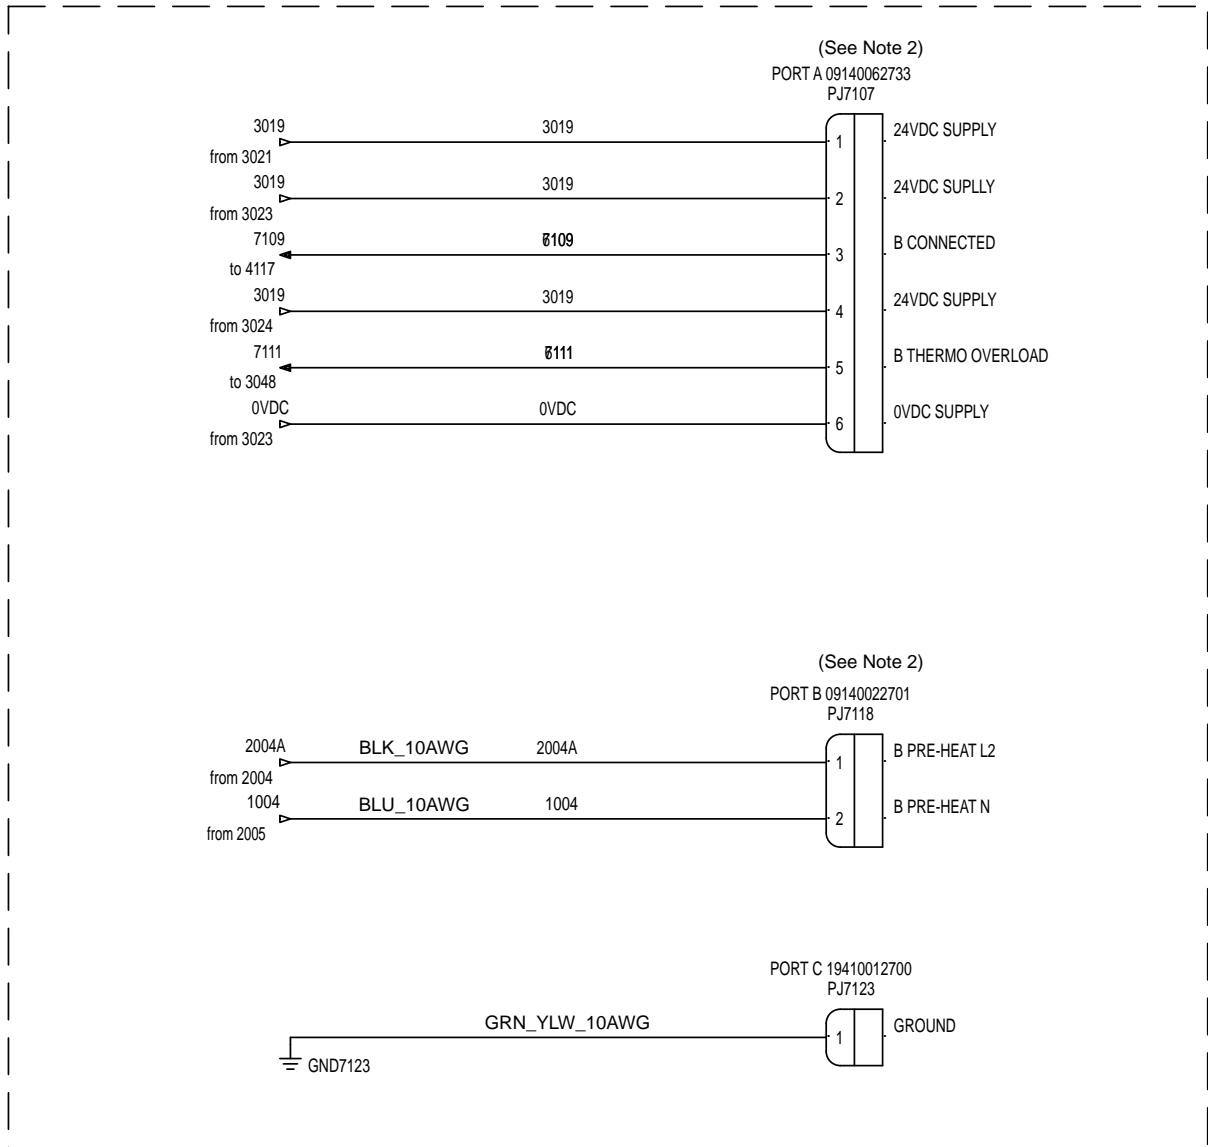 (See Note 2)
PORT A 09140062733
PJ7107
3019 3019 1 24VDC SUPPLY
from 3021
3019 3019 2 24VDC SUPLLY
from 3023
7109 3 B CONNECTED
to 4117
3019 3019 4 24VDC SUPPLY
from 3024
7111 5 B THERMO OVERLOAD
to 3048
0VDC 0VDC 6 0VDC SUPPLY
from 3023
(See Note 2)
PORT B 09140022701
PJ7118
2004A BLK_10AWG 2004A 1 B PRE-HEAT L2
from 2004
1004 BLU_10AWG 1004 2 B PRE-HEAT N
from 2005
PORT C 19410012700
PJ7123
GRN_YLW_10AWG 1 GROUND
GND7123